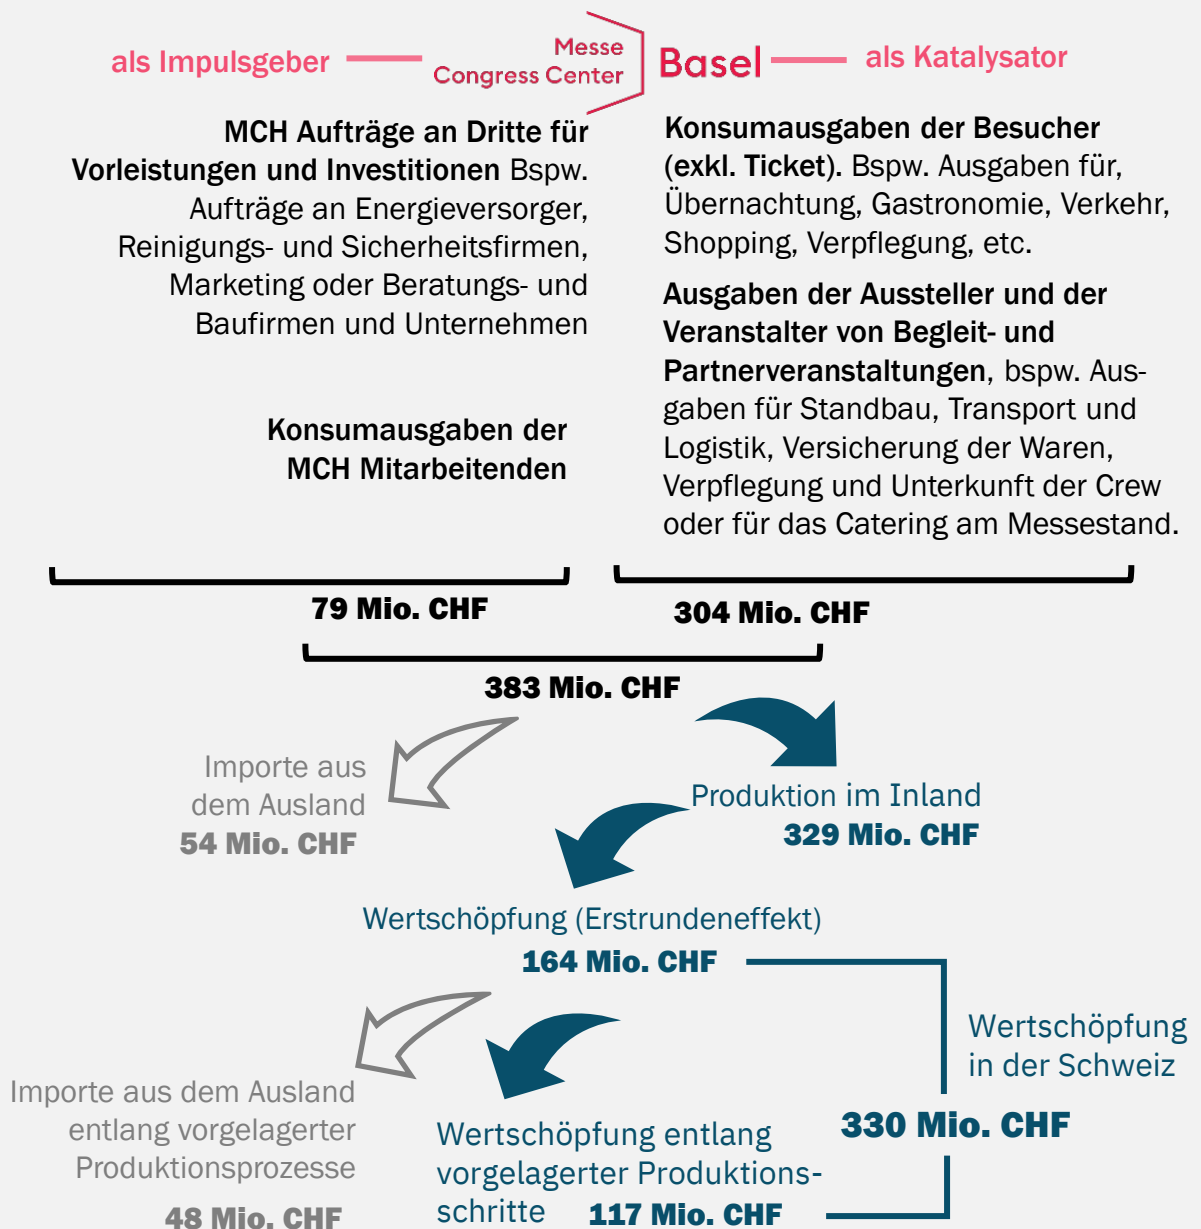 als Impulsgeber
Messe
Congress Center
Basel
als Katalysator
MCH Aufträge an Dritte für
Vorleistungen und Investitionen Bspw.
Aufträge an Energieversorger,
Reinigungs- und Sicherheitsfirmen,
Marketing oder Beratungs- und
Baufirmen und Unternehmen
Konsumausgaben der
MCH Mitarbeitenden
Konsumausgaben der Besucher
(exkl. Ticket). Bspw. Ausgaben für,
Übernachtung, Gastronomie, Verkehr,
Shopping, Verpflegung, etc.
Ausgaben der Aussteller und der
Veranstalter von Begleit- und
Partnerveranstaltungen, bspw. Aus-
gaben für Standbau, Transport und
Logistik, Versicherung der Waren,
Verpflegung und Unterkunft der Crew
oder für das Catering am Messestand.
79 Mio. CHF
304 Mio. CHF
383 Mio. CHF
Importe aus
dem Ausland
54 Mio. CHF
Produktion im Inland
329 Mio. CHF
Wertschöpfung (Erstrundeneffekt)
164 Mio. CHF
Wertschöpfung
in der Schweiz
330 Mio. CHF
Importe aus dem Ausland
entlang vorgelagerter
Produktionsprozesse
48 Mio. CHF
Wertschöpfung entlang
vorgelagerter Produktions-
schritte 117 Mio. CHF